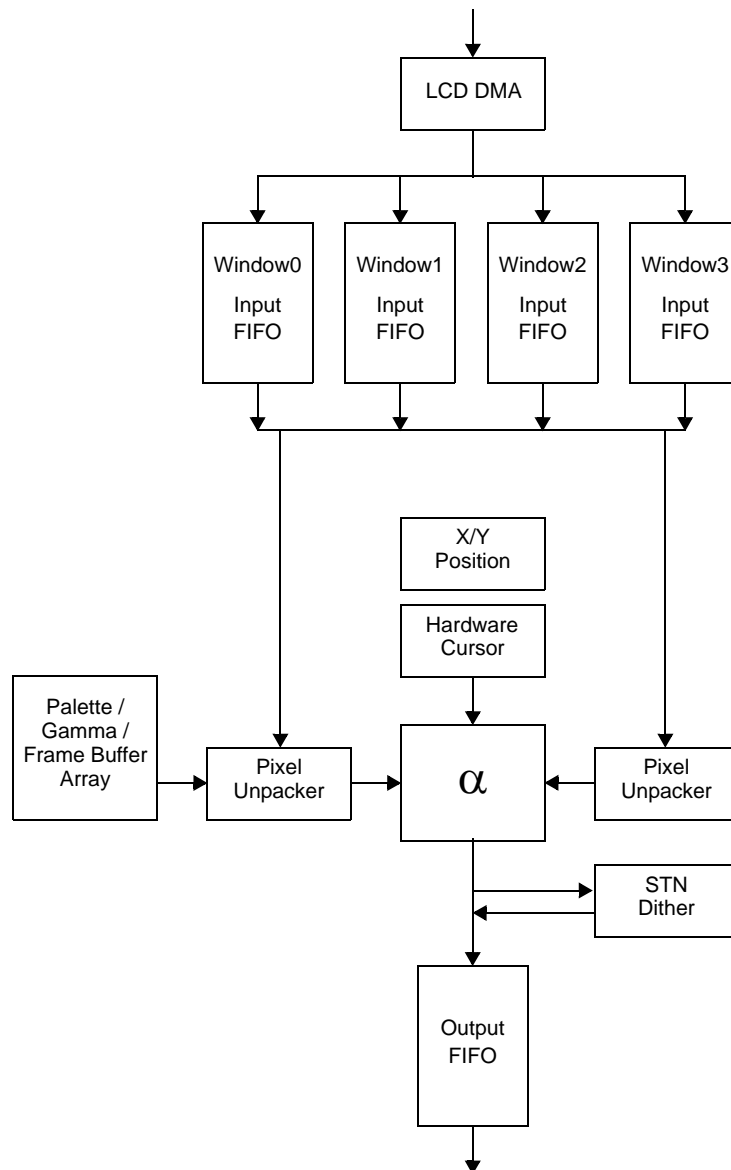 LCD DMA
Window0
Input
FIFO
Window1
Input
FIFO
Window2
Input
FIFO
Window3
Input
FIFO
X/Y
Position
Hardware
Cursor
Palette /
Gamma /
Frame Buffer
Array
Pixel
Unpacker
α
Pixel
Unpacker
STN
Dither
Output
FIFO